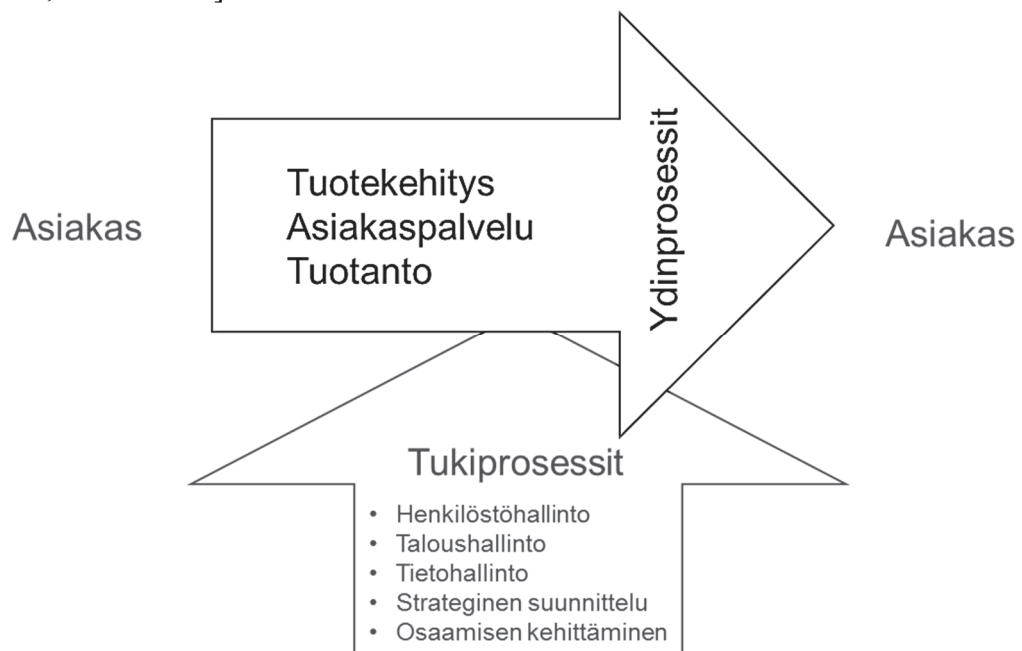 Asiakas
Tuotekehitys
Asiakaspalvelu
Tuotanto
Ydinprosessit
Asiakas
Tukiprosessit
• Henkilöstöhallinto
• Taloushallinto
• Tietohallinto
• Strateginen suunnittelu
• Osaamisen kehittäminen